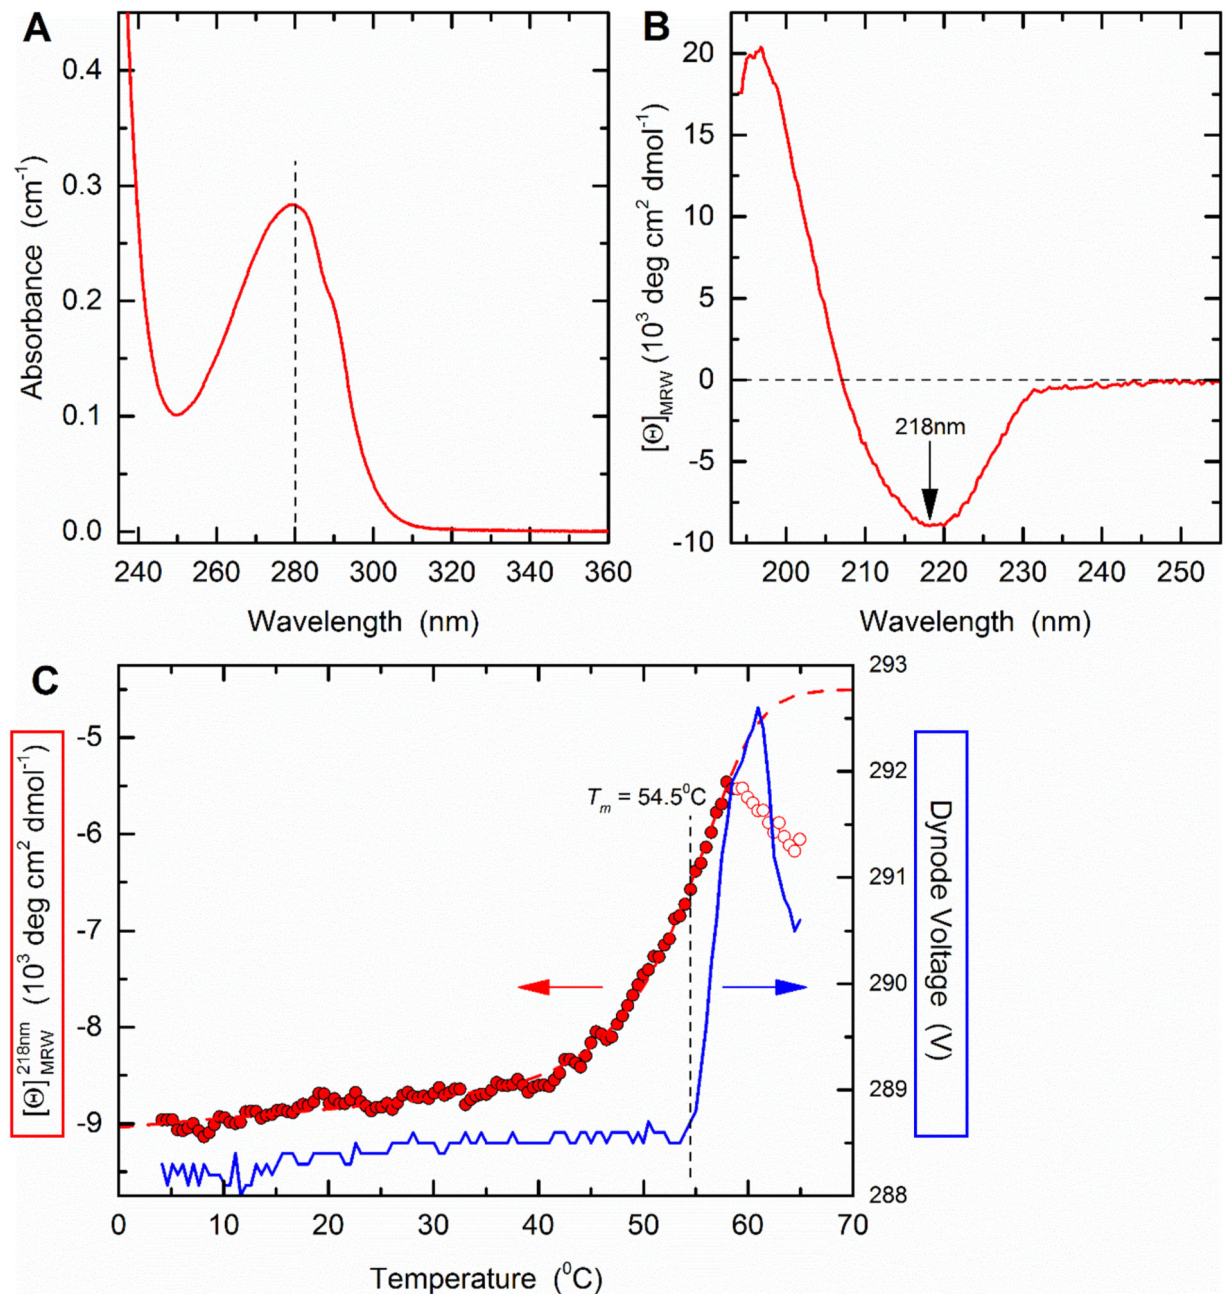 A
0.4
0.3
0.2
0.1
0.0
Absorbance (cm⁻¹)
240 260 280 300 320 340 360
Wavelength (nm)
B
20
15
10
5
0
-5
-10
[Θ]MRW (10³ deg cm² dmol⁻¹)
218nm
200 210 220 230 240 250
Wavelength (nm)
C
-5
-6
-7
-8
-9
[Θ]²¹⁸ⁿᵐMRW (10³ deg cm² dmol⁻¹)
Tm = 54.5⁰C
293
292
291
290
289
288
Dynode Voltage (V)
0 10 20 30 40 50 60 70
Temperature (⁰C)